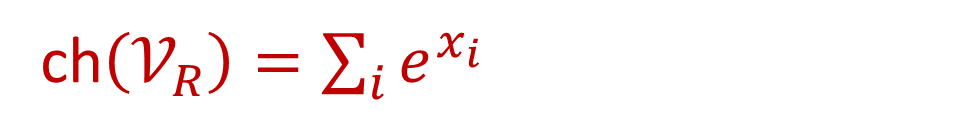 ch(𝒱_R) = ∑_i e^{x_i}